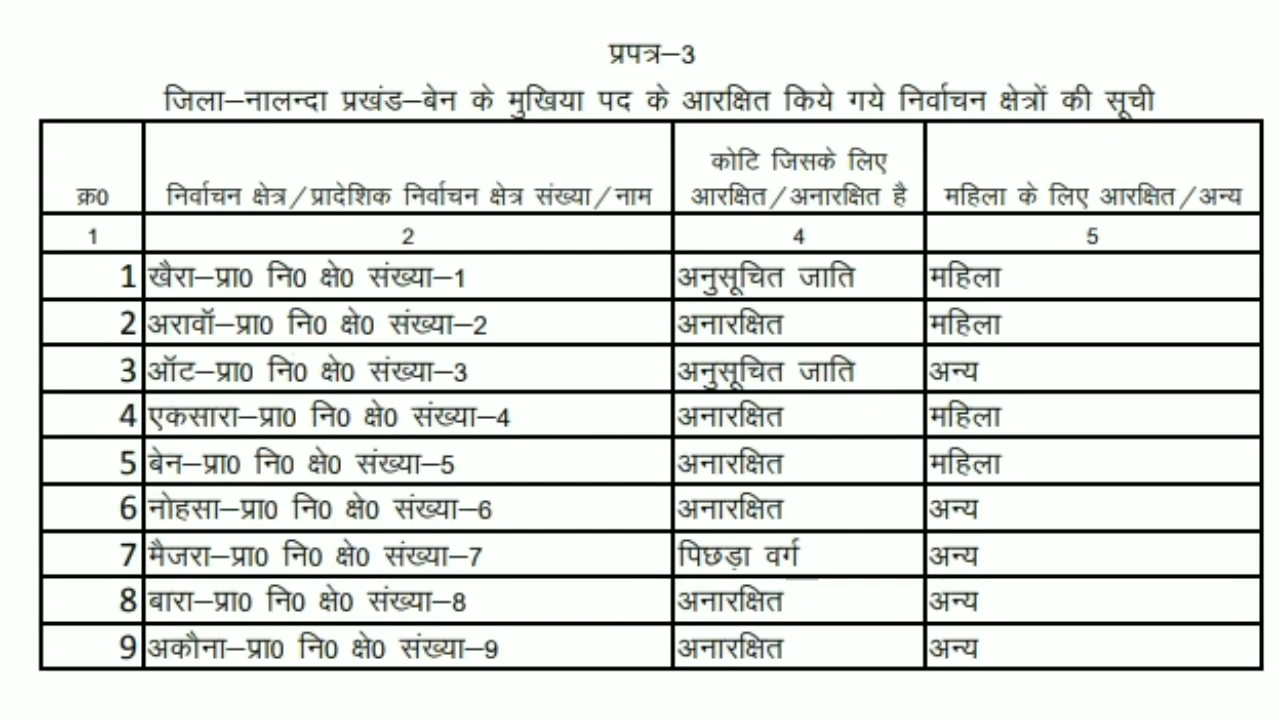 प्रपत्र–3
जिला–नालन्दा प्रखंड–बेन के मुखिया पद के आरक्षित किये गये निर्वाचन क्षेत्रों की सूची
क्र0 निर्वाचन क्षेत्र/प्रादेशिक निर्वाचन क्षेत्र संख्या/नाम कोटि जिसके लिए आरक्षित/अनारक्षित है महिला के लिए आरक्षित/अन्य
1 2 4 5
1 खैरा–प्रा0 नि0 क्षे0 संख्या–1 अनुसूचित जाति महिला
2 अरावॉ–प्रा0 नि0 क्षे0 संख्या–2 अनारक्षित महिला
3 ऑट–प्रा0 नि0 क्षे0 संख्या–3 अनुसूचित जाति अन्य
4 एकसारा–प्रा0 नि0 क्षे0 संख्या–4 अनारक्षित महिला
5 बेन–प्रा0 नि0 क्षे0 संख्या–5 अनारक्षित महिला
6 नोहसा–प्रा0 नि0 क्षे0 संख्या–6 अनारक्षित अन्य
7 मैजरा–प्रा0 नि0 क्षे0 संख्या–7 पिछड़ा वर्ग अन्य
8 बारा–प्रा0 नि0 क्षे0 संख्या–8 अनारक्षित अन्य
9 अकौना–प्रा0 नि0 क्षे0 संख्या–9 अनारक्षित अन्य